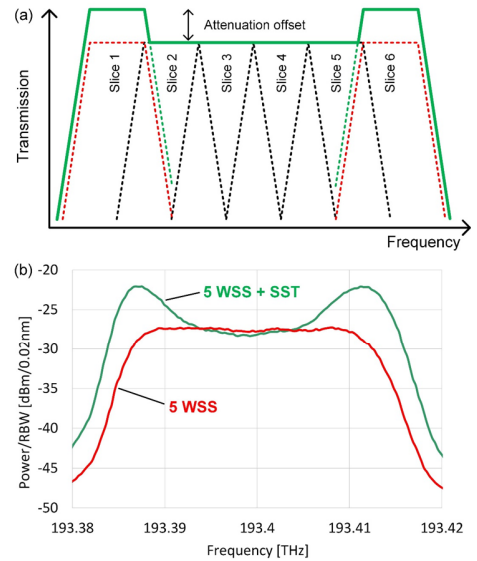 (a)
Attenuation offset
Transmission
Slice 1
Slice 2
Slice 3
Slice 4
Slice 5
Slice 6
Frequency
(b)
-20
-25
-30
-35
-40
-45
-50
5 WSS + SST
5 WSS
Power/RBW [dBm/0.02nm]
193.38
193.39
193.4
193.41
193.42
Frequency [THz]